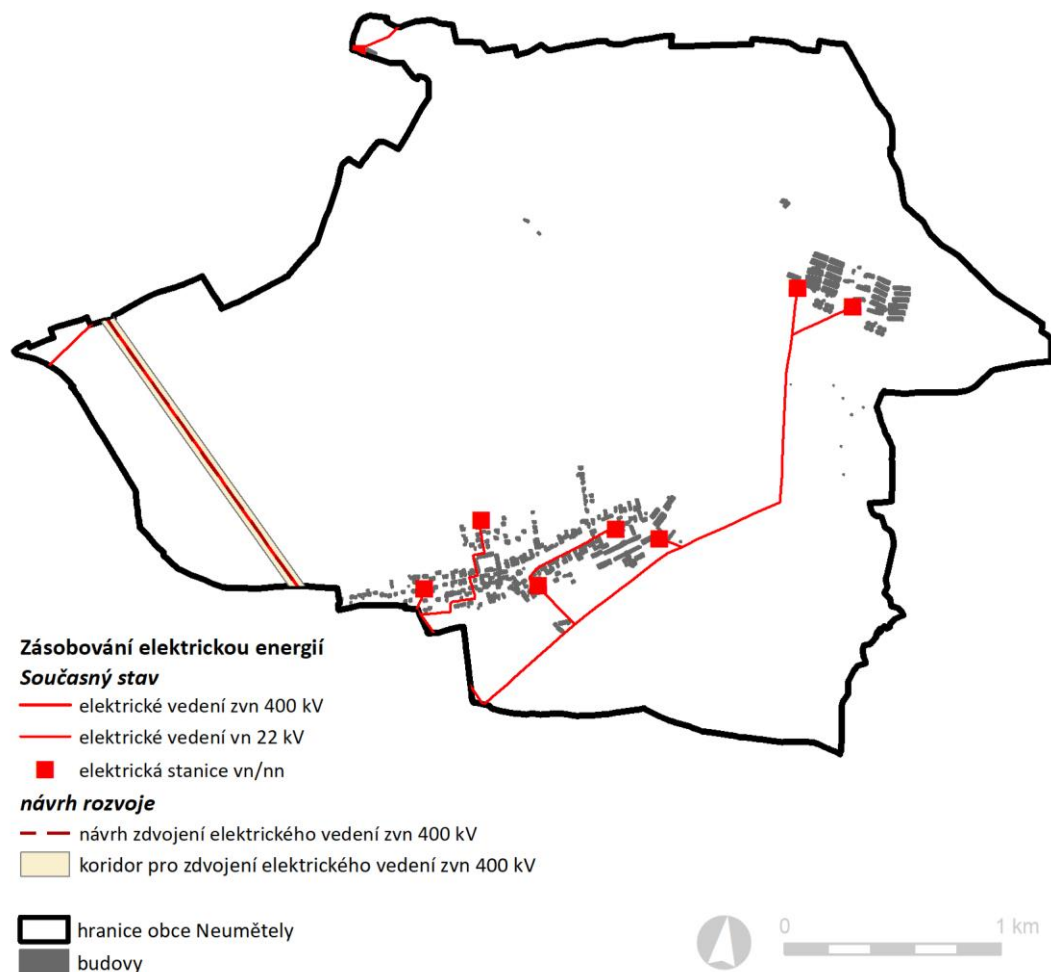 Zásobování elektrickou energií
Současný stav
elektrické vedení zvn 400 kV
elektrické vedení vn 22 kV
elektrická stanice vn/nn
návrh rozvoje
návrh zdvojení elektrického vedení zvn 400 kV
koridor pro zdvojení elektrického vedení zvn 400 kV
hranice obce Neumětely
budovy
0 1 km